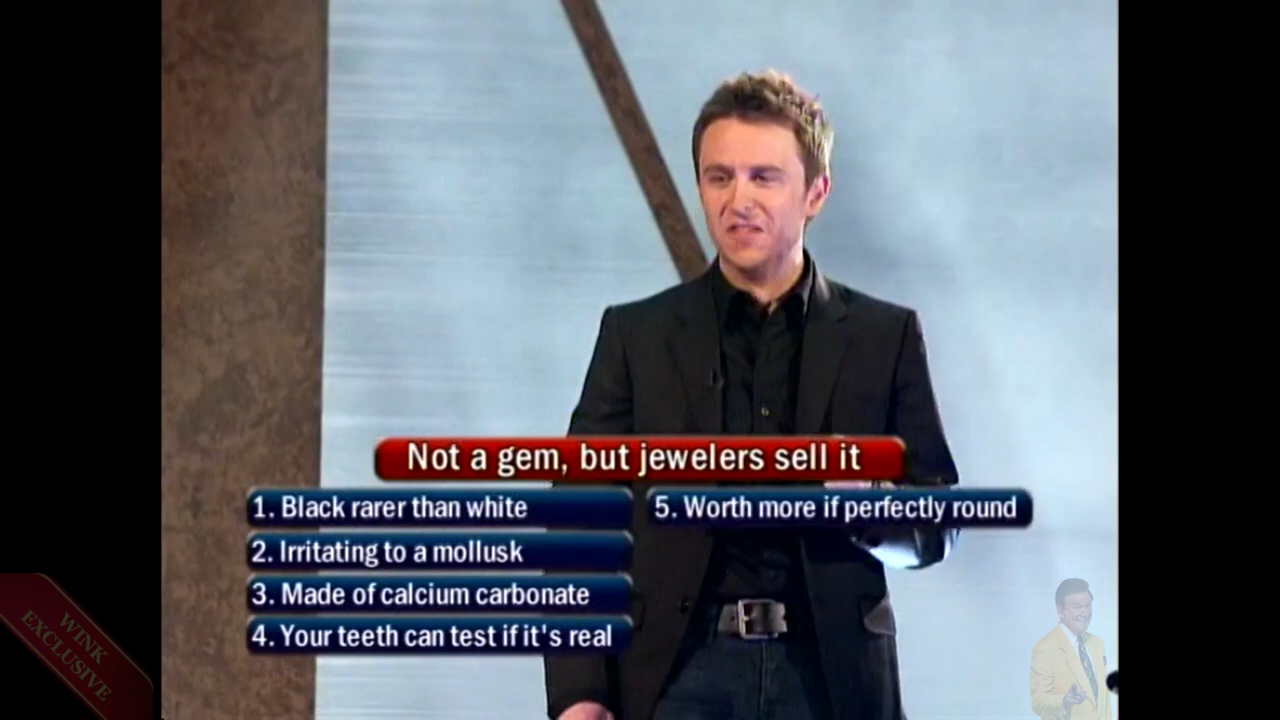 Not a gem, but jewelers sell it
1. Black rarer than white
2. Irritating to a mollusk
3. Made of calcium carbonate
4. Your teeth can test if it's real
5. Worth more if perfectly round
WINK
EXCLUSIVE